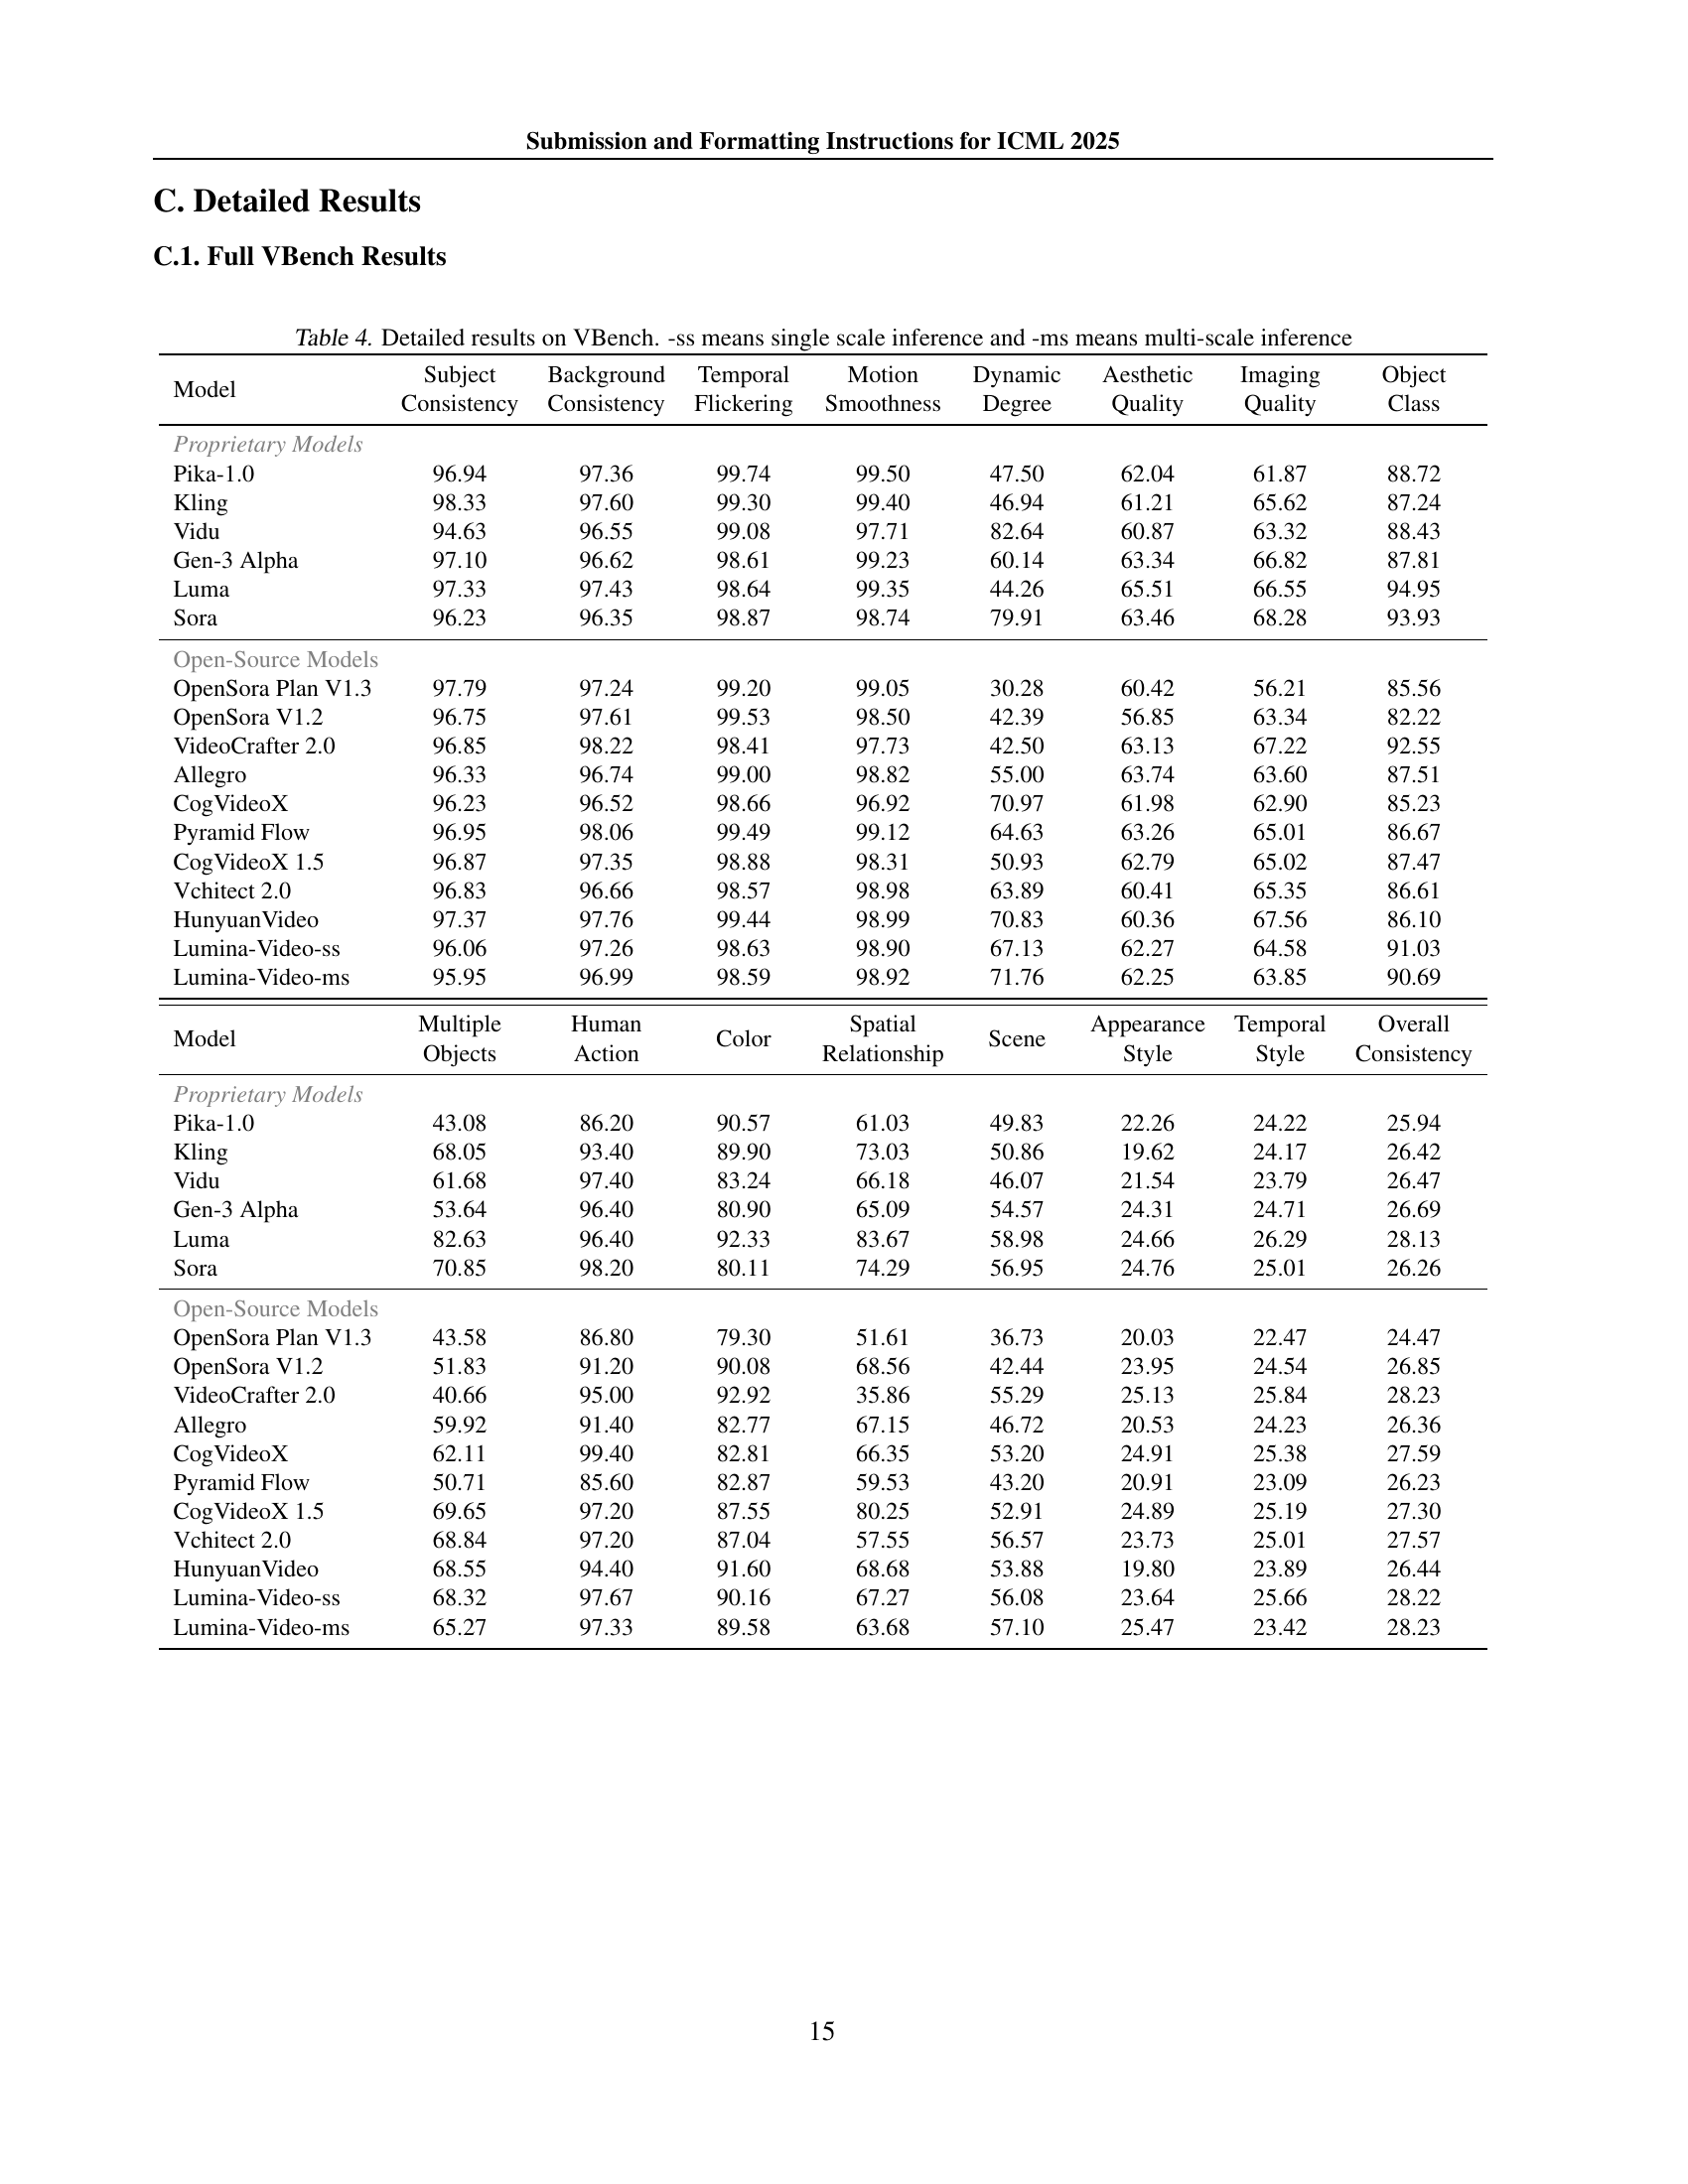 Submission and Formatting Instructions for ICML 2025
C. Detailed Results
C.1. Full VBench Results
Table 4. Detailed results on VBench. -ss means single scale inference and -ms means multi-scale inference
Model Subject Consistency Background Consistency Temporal Flickering Motion Smoothness Dynamic Degree Aesthetic Quality Imaging Quality Object Class
Proprietary Models
Pika-1.0 96.94 97.36 99.74 99.50 47.50 62.04 61.87 88.72
Kling 98.33 97.60 99.30 99.40 46.94 61.21 65.62 87.24
Vidu 94.63 96.55 99.08 97.71 82.64 60.87 63.32 88.43
Gen-3 Alpha 97.10 96.62 98.61 99.23 60.14 63.34 66.82 87.81
Luma 97.33 97.43 98.64 99.35 44.26 65.51 66.55 94.95
Sora 96.23 96.35 98.87 98.74 79.91 63.46 68.28 93.93
Open-Source Models
OpenSora Plan V1.3 97.79 97.24 99.20 99.05 30.28 60.42 56.21 85.56
OpenSora V1.2 96.75 97.61 99.53 98.50 42.39 56.85 63.34 82.22
VideoCrafter 2.0 96.85 98.22 98.41 97.73 42.50 63.13 67.22 92.55
Allegro 96.33 96.74 99.00 98.82 55.00 63.74 63.60 87.51
CogVideoX 96.23 96.52 98.66 96.92 70.97 61.98 62.90 85.23
Pyramid Flow 96.95 98.06 99.49 99.12 64.63 63.26 65.01 86.67
CogVideoX 1.5 96.87 97.35 98.88 98.31 50.93 62.79 65.02 87.47
Vchitect 2.0 96.83 96.66 98.57 98.98 63.89 60.41 65.35 86.61
HunyuanVideo 97.37 97.76 99.44 98.99 70.83 60.36 67.56 86.10
Lumina-Video-ss 96.06 97.26 98.63 98.90 67.13 62.27 64.58 91.03
Lumina-Video-ms 95.95 96.99 98.59 98.92 71.76 62.25 63.85 90.69
Model Multiple Objects Human Action Color Spatial Relationship Scene Appearance Style Temporal Style Overall Consistency
Proprietary Models
Pika-1.0 43.08 86.20 90.57 61.03 49.83 22.26 24.22 25.94
Kling 68.05 93.40 89.90 73.03 50.86 19.62 24.17 26.42
Vidu 61.68 97.40 83.24 66.18 46.07 21.54 23.79 26.47
Gen-3 Alpha 53.64 96.40 80.90 65.09 54.57 24.31 24.71 26.69
Luma 82.63 96.40 92.33 83.67 58.98 24.66 26.29 28.13
Sora 70.85 98.20 80.11 74.29 56.95 24.76 25.01 26.26
Open-Source Models
OpenSora Plan V1.3 43.58 86.80 79.30 51.61 36.73 20.03 22.47 24.47
OpenSora V1.2 51.83 91.20 90.08 68.56 42.44 23.95 24.54 26.85
VideoCrafter 2.0 40.66 95.00 92.92 35.86 55.29 25.13 25.84 28.23
Allegro 59.92 91.40 82.77 67.15 46.72 20.53 24.23 26.36
CogVideoX 62.11 99.40 82.81 66.35 53.20 24.91 25.38 27.59
Pyramid Flow 50.71 85.60 82.87 59.53 43.20 20.91 23.09 26.23
CogVideoX 1.5 69.65 97.20 87.55 80.25 52.91 24.89 25.19 27.30
Vchitect 2.0 68.84 97.20 87.04 57.55 56.57 23.73 25.01 27.57
HunyuanVideo 68.55 94.40 91.60 68.68 53.88 19.80 23.89 26.44
Lumina-Video-ss 68.32 97.67 90.16 67.27 56.08 23.64 25.66 28.22
Lumina-Video-ms 65.27 97.33 89.58 63.68 57.10 25.47 23.42 28.23
15